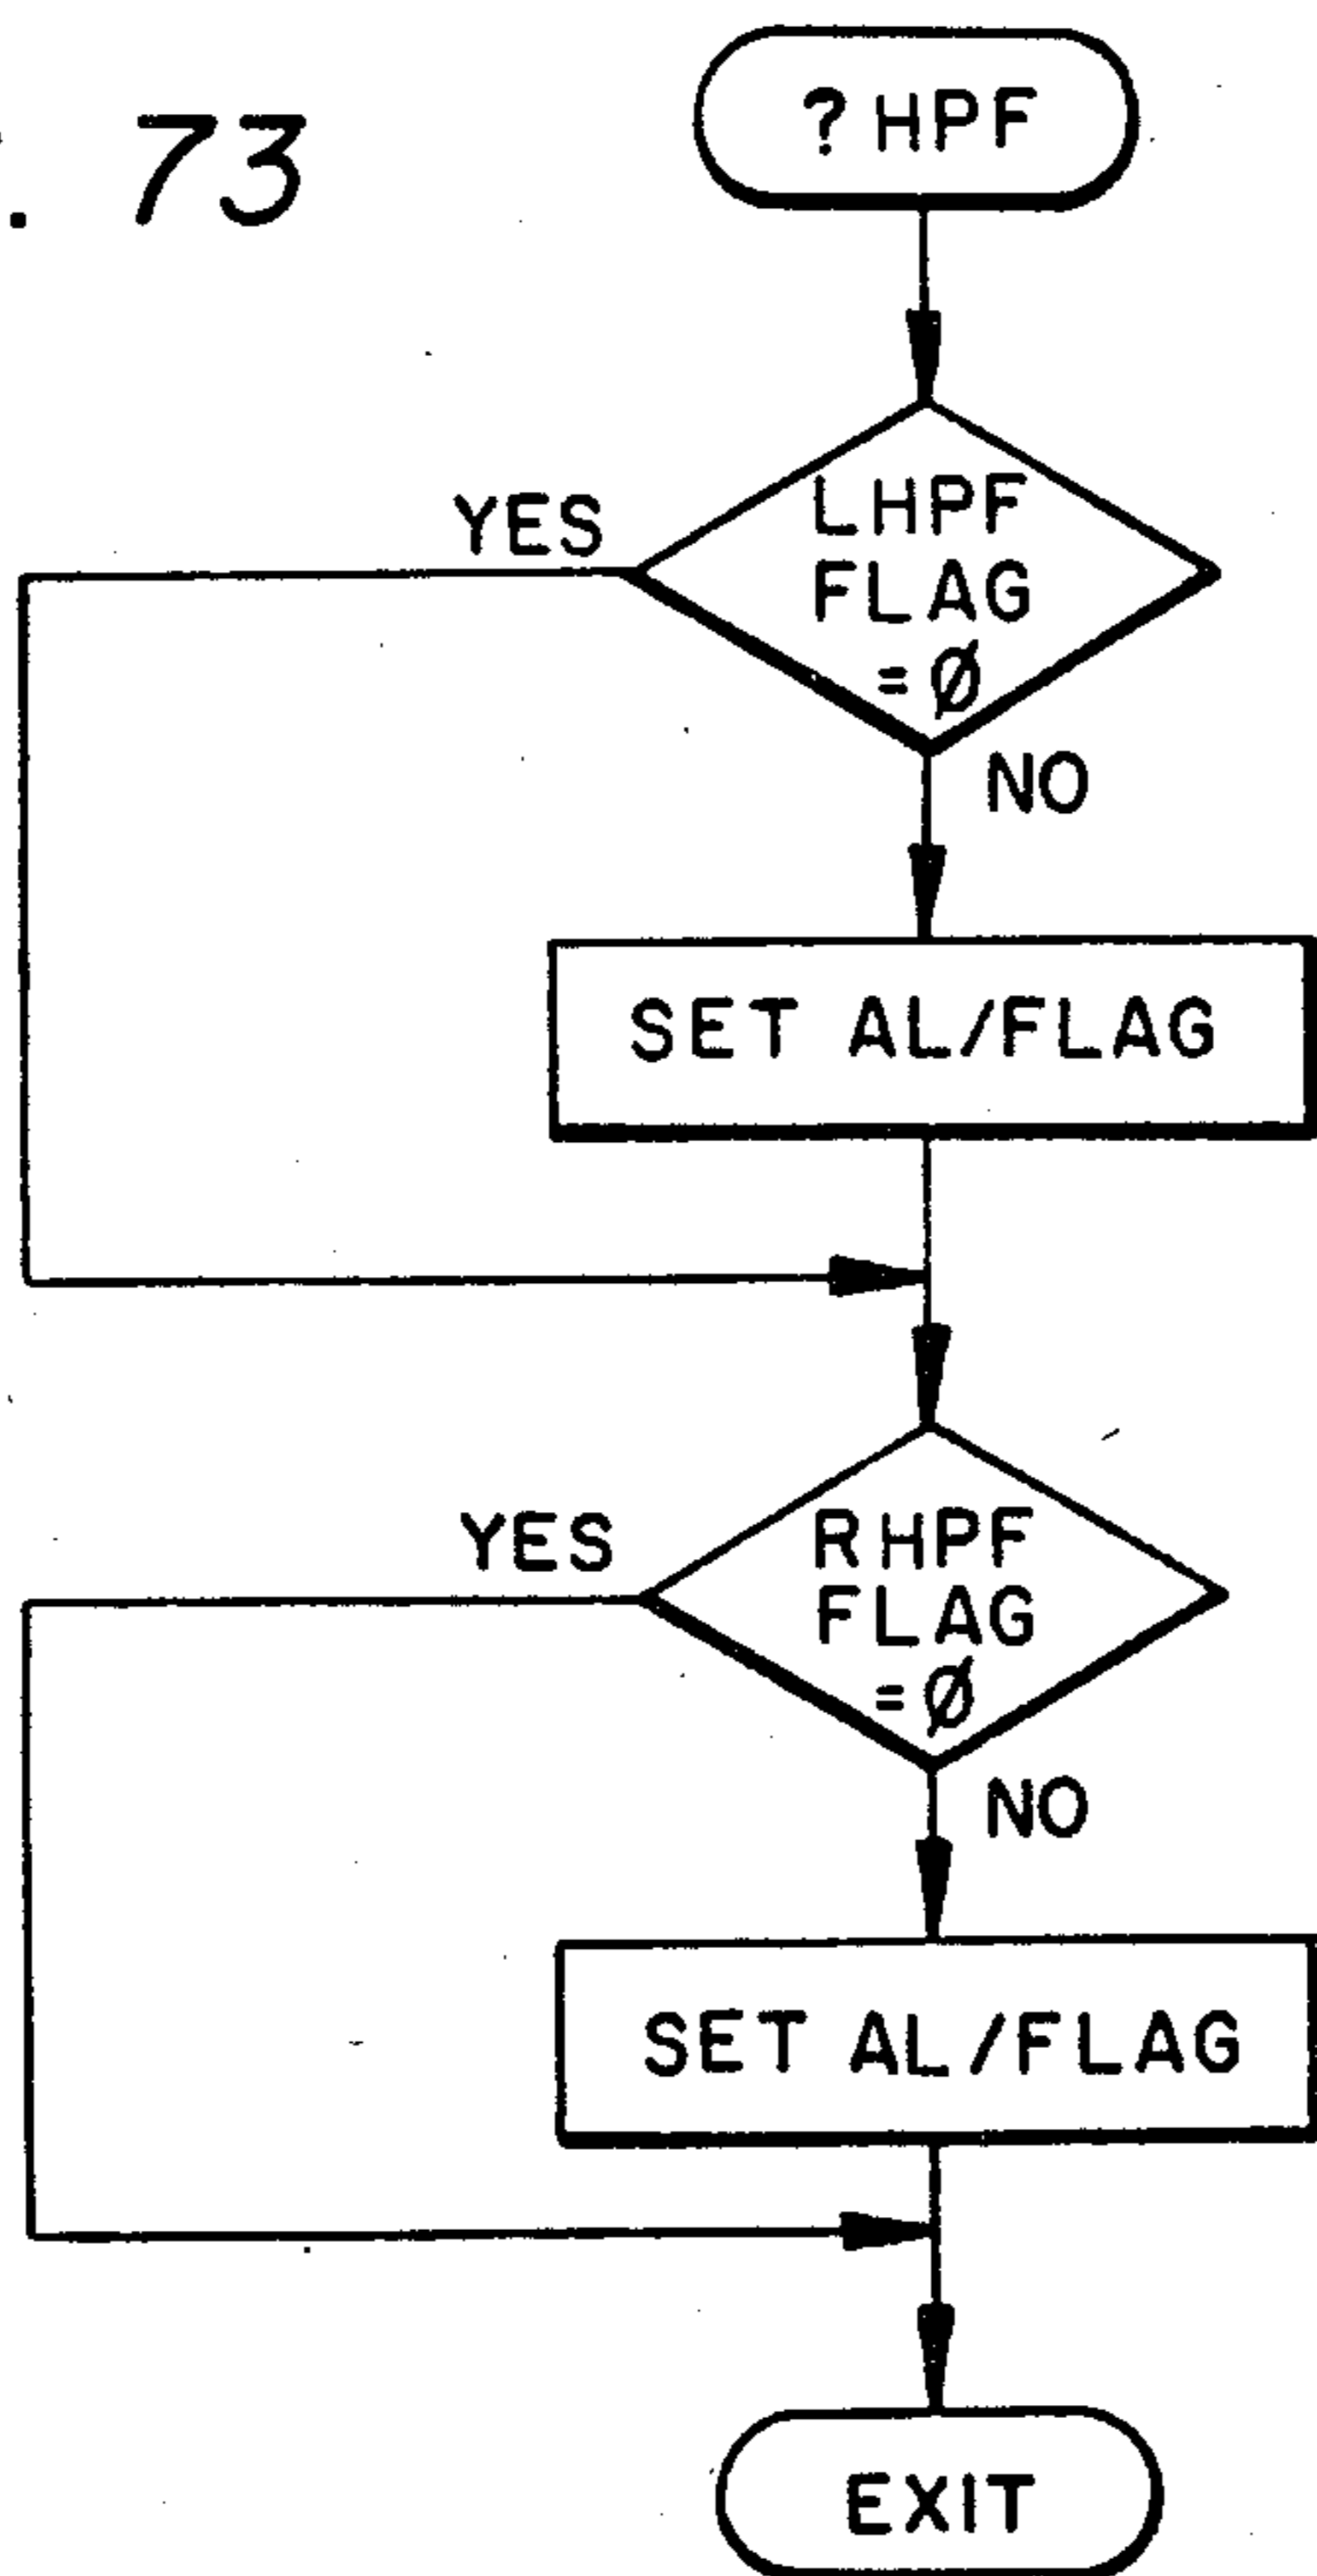 . 73
? HPF
YES
LHPF
FLAG
= Ø
NO
SET AL/FLAG
YES
RHPF
FLAG
= Ø
NO
SET AL/FLAG
EXIT